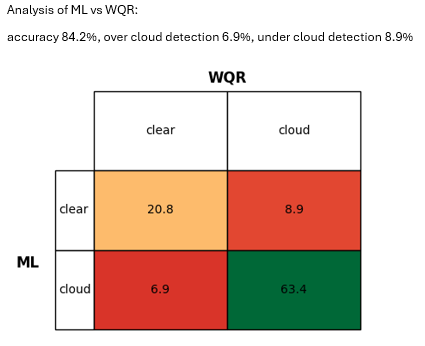 Analysis of ML vs WQR:
accuracy 84.2%, over cloud detection 6.9%, under cloud detection 8.9%
WQR
clear cloud
clear 20.8 8.9
ML
cloud 6.9 63.4